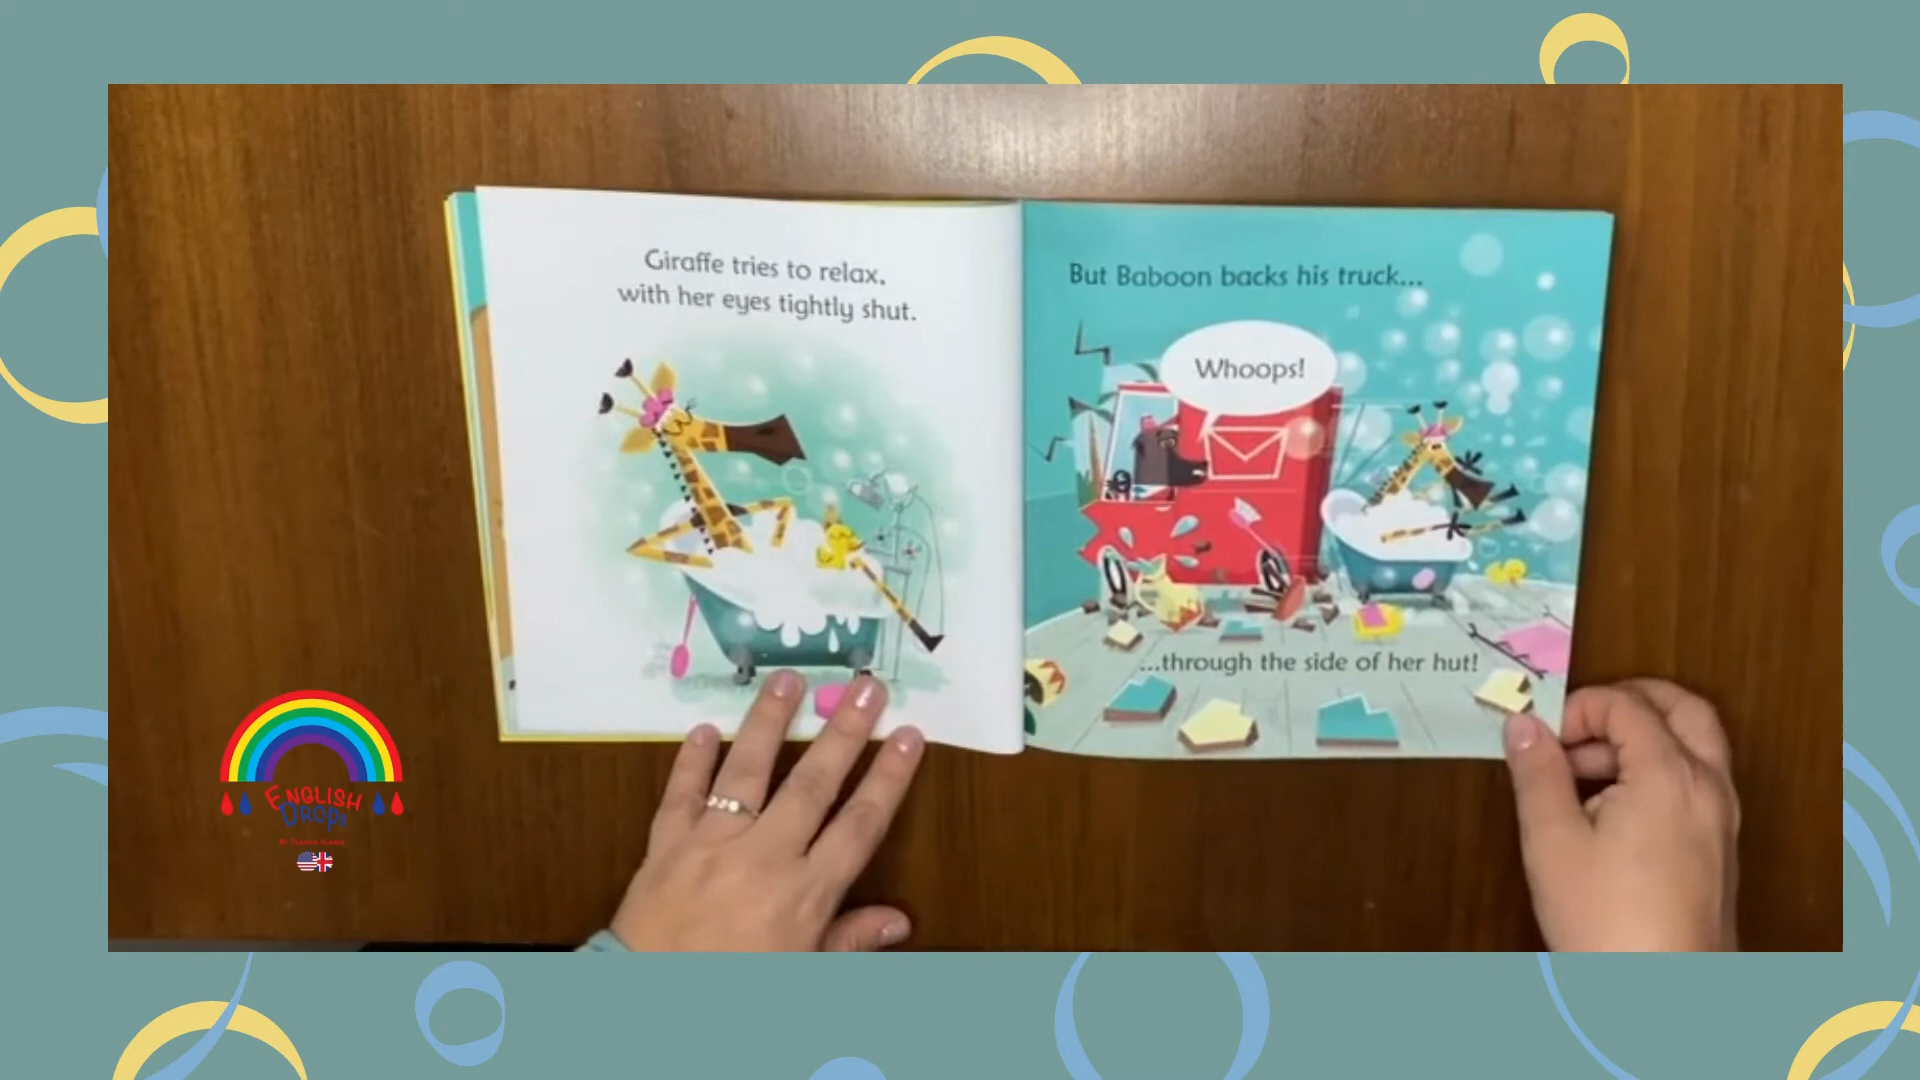 Giraffe tries to relax,
with her eyes tightly shut.
But Baboon backs his truck...
Whoops!
...through the side of her hut!
ENGLISH
DROPS